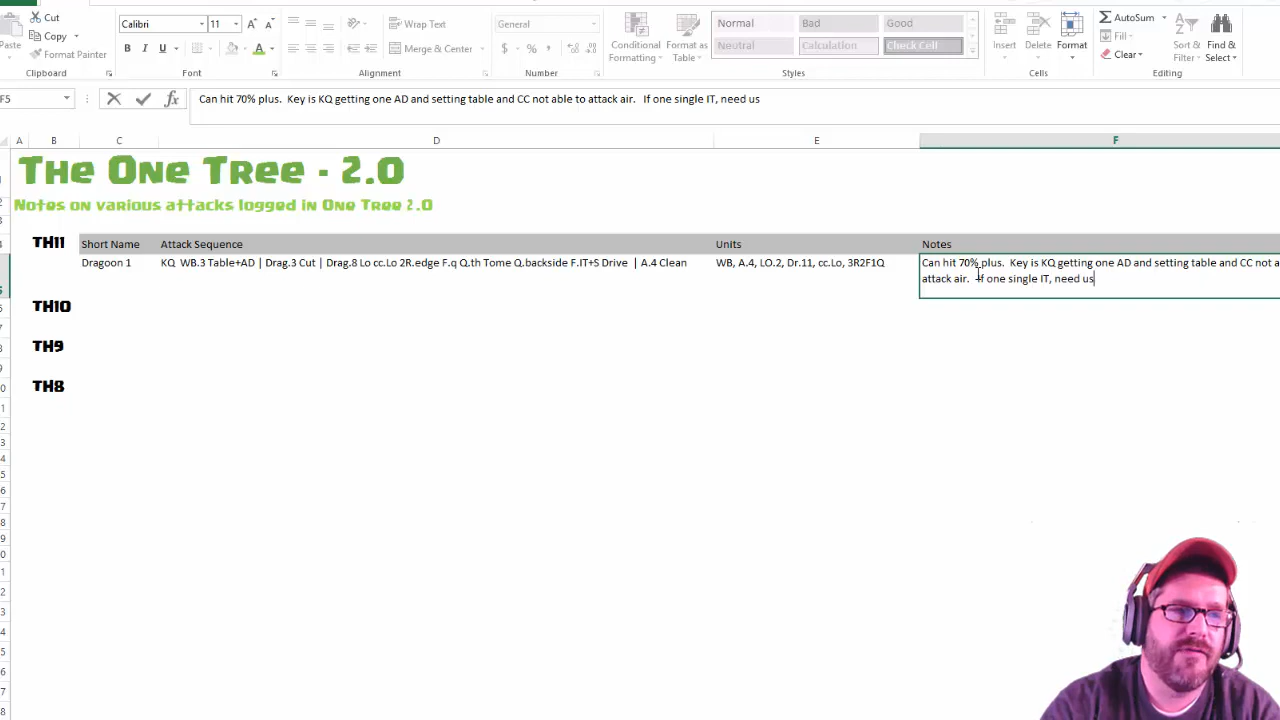 Cut
Calibri
11
Wrap Text
General
Normal
Bad
Good
AutoSum
Paste
Copy
Format Painter
B I U
Merge & Center
$ % ,
Conditional Formatting
Format as Table
Neutral
Calculation
Check Cell
Insert
Delete
Format
Fill
Clear
Sort & Filter
Find & Select
Clipboard
Font
Alignment
Number
Styles
Cells
Editing
F5
fx
Can hit 70% plus. Key is KQ getting one AD and setting table and CC not able to attack air. If one single IT, need us
A B C D E F
The One Tree - 2.0
Notes on various attacks logged in One Tree 2.0
TH11
Short Name
Attack Sequence
Units
Notes
Dragoon 1
KQ WB.3 Table+AD | Drag.3 Cut | Drag.8 Lo cc.Lo 2R.edge F.q Q.th Tome Q.backside F.IT+S Drive | A.4 Clean
WB, A.4, LO.2, Dr.11, cc.Lo, 3R2F1Q
Can hit 70% plus. Key is KQ getting one AD and setting table and CC not a
attack air. If one single IT, need us
TH10
TH9
TH8